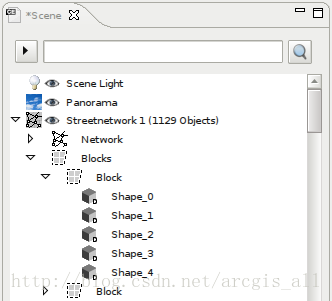 *Scene
Scene Light
Panorama
Streetnetwork 1 (1129 Objects)
Network
Blocks
Block
Shape_0
Shape_1
Shape_2
Shape_3
Shape_4
http://blog.csdn.net/arcgis_all
Block